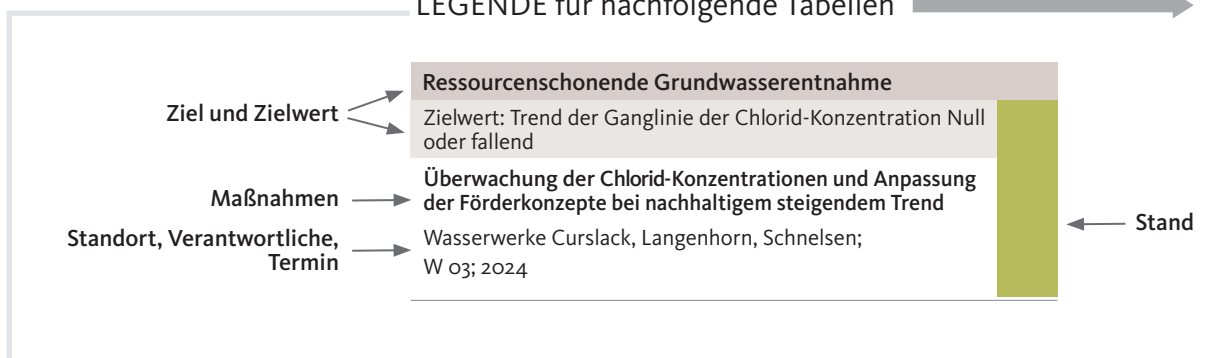 LEGENDE für nachfolgende Tabellen
Ressourcenschonende Grundwasserentnahme
Ziel und Zielwert
Zielwert: Trend der Ganglinie der Chlorid-Konzentration Null
oder fallend
Maßnahmen
Überwachung der Chlorid-Konzentrationen und Anpassung
der Förderkonzepte bei nachhaltigem steigendem Trend
Stand
Standort, Verantwortliche,
Termin
Wasserwerke Curslack, Langenhorn, Schnelsen;
W 03; 2024